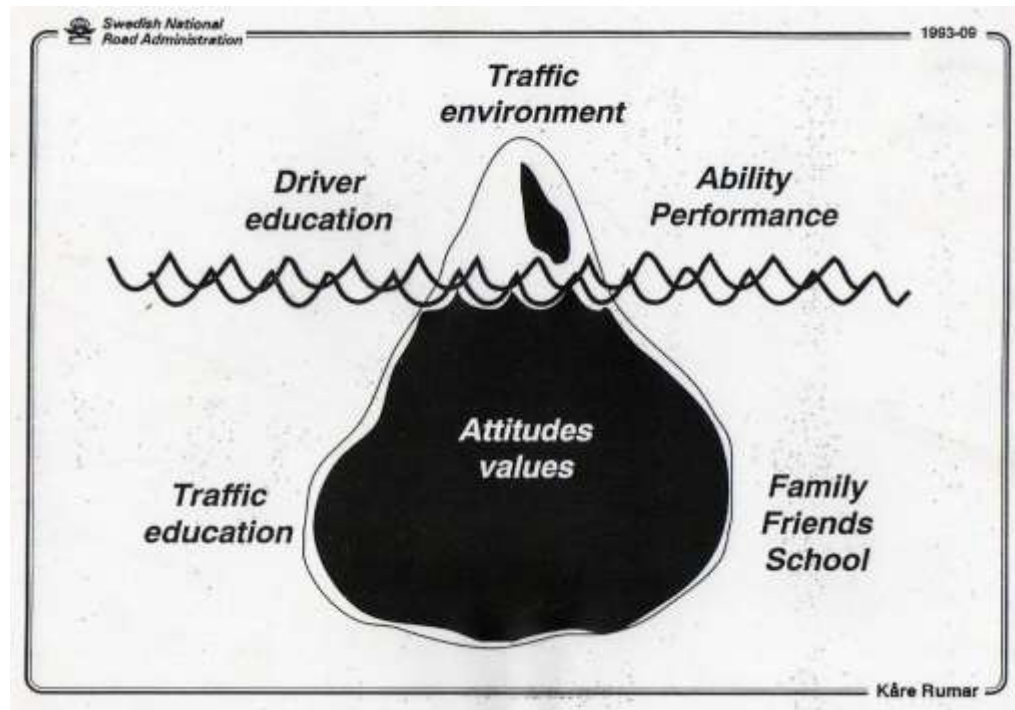 Swedish National
Road Administration
1993-09
Traffic
environment
Driver
education
Ability
Performance
Attitudes
values
Traffic
education
Family
Friends
School
Kåre Rumar